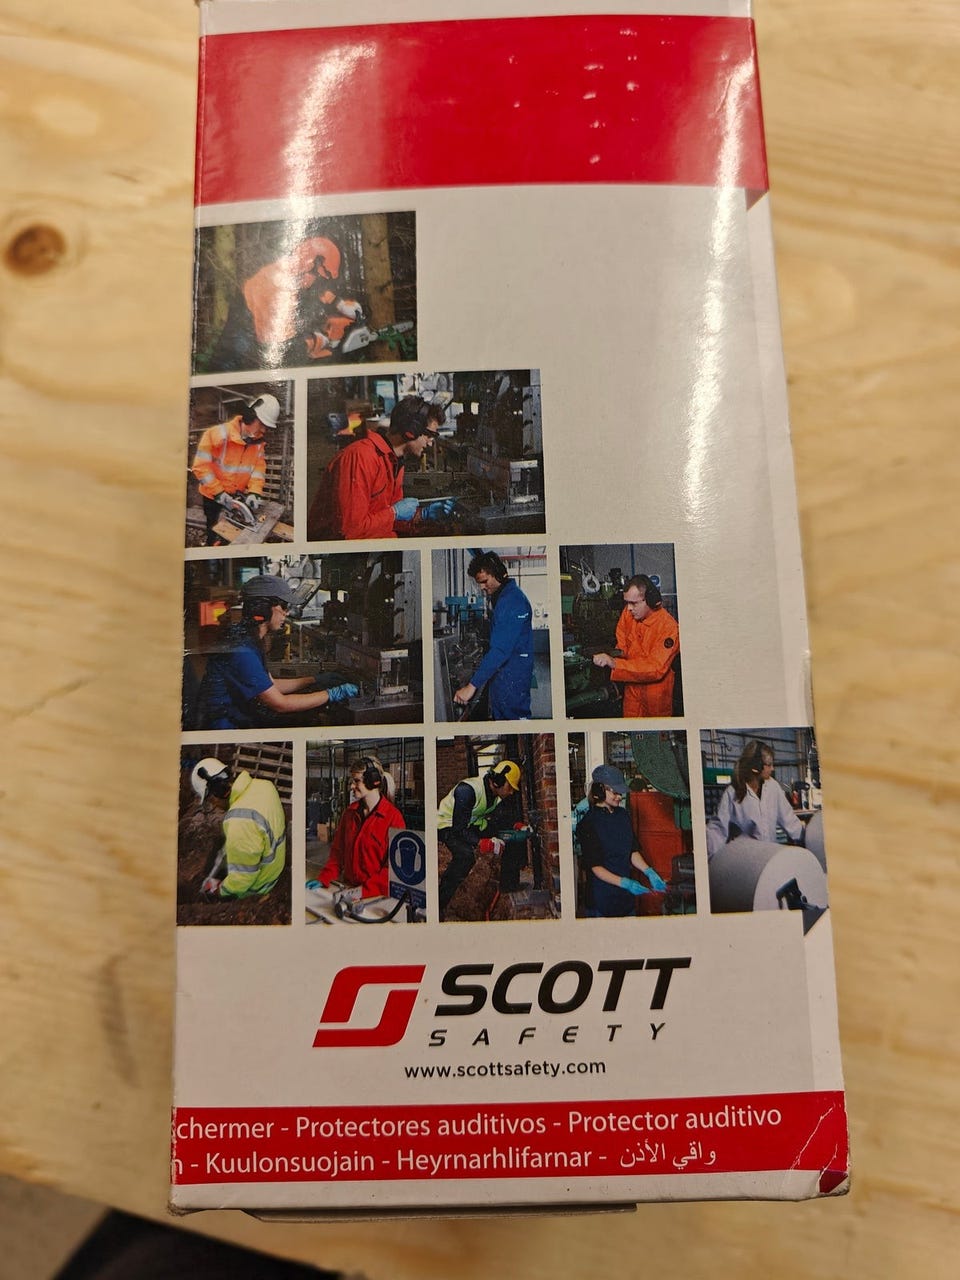 SCOTT
SAFETY
www.scottsafety.com
chermer - Protectores auditivos - Protector auditivo
- Kuulonsuojain - Heyrnarhlifarnar - واقي الأذن